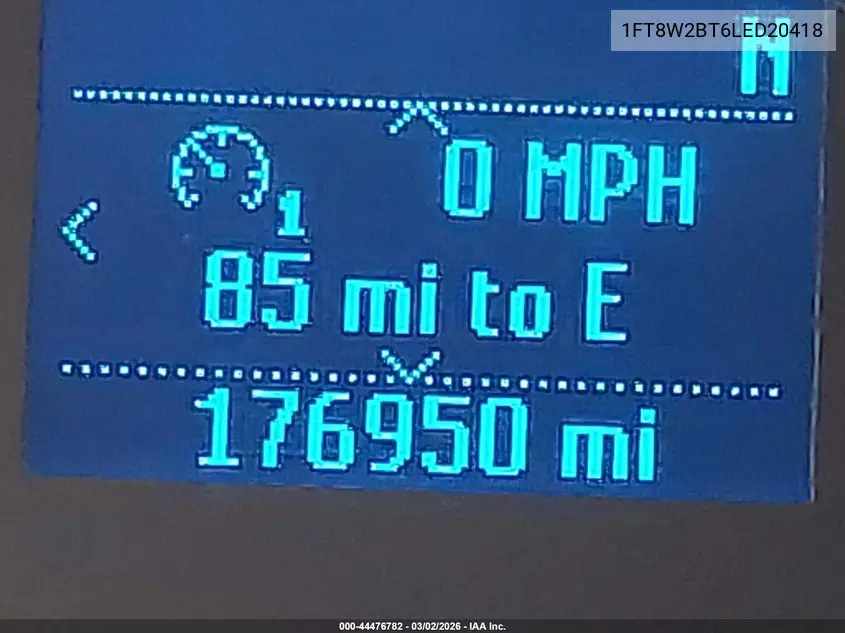 1FT8W2BT6LED20418
N
0 MPH
1
85 mi to E
176950 mi
000-44476782 - 03/02/2026 - IAA Inc.